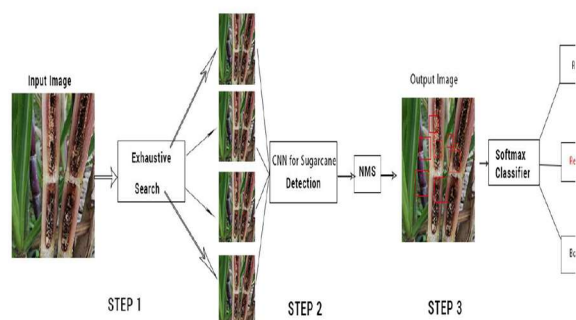 Input Image
Exhaustive
Search
CNN for Sugarcane
Detection
NMS
Output Image
Softmax
Classifier
STEP 1
STEP 2
STEP 3